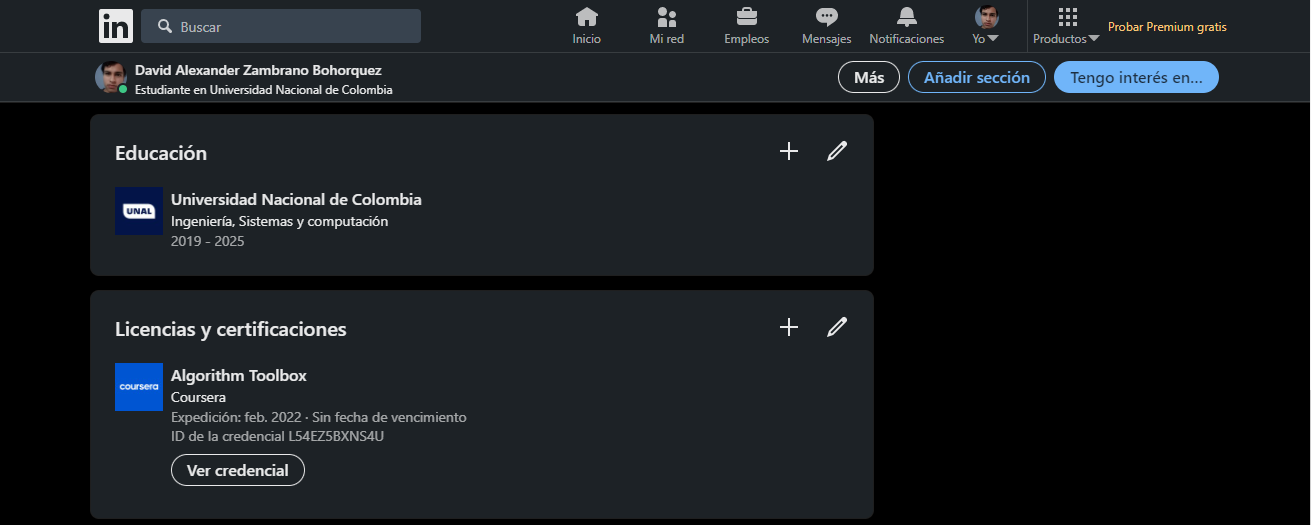 in
Buscar
Inicio
Mi red
Empleos
Mensajes
Notificaciones
Yo
Productos
Probar Premium gratis
David Alexander Zambrano Bohorquez
Estudiante en Universidad Nacional de Colombia
Más
Añadir sección
Tengo interés en...
Educación
UNAL
Universidad Nacional de Colombia
Ingeniería, Sistemas y computación
2019 - 2025
Licencias y certificaciones
coursera
Algorithm Toolbox
Coursera
Expedición: feb. 2022 · Sin fecha de vencimiento
ID de la credencial L54EZ5BXNS4U
Ver credencial